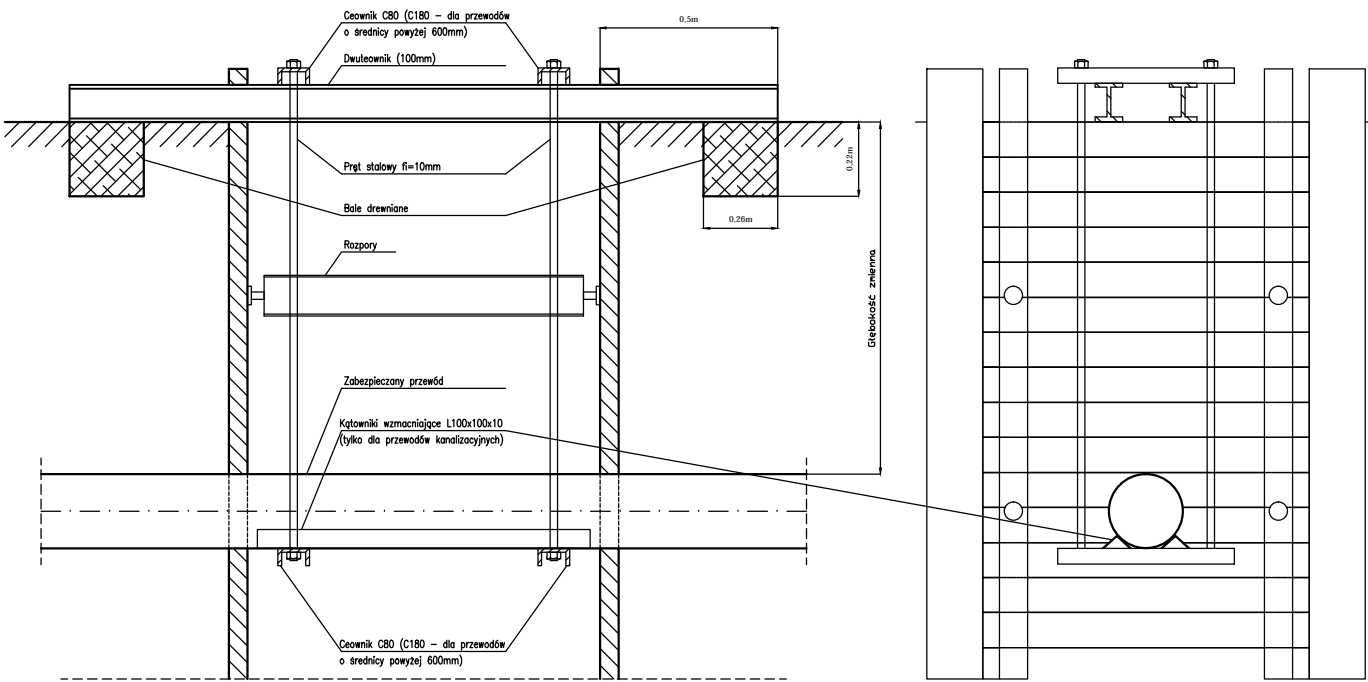 Ceownik C80 (C180 – dla przewodów
o średnicy powyżej 600mm)
Dwuteownik (100mm)
0,5m
Pręt stalowy fi=10mm
0,22m
Bale drewniane
0,26m
Rozpory
Głębokość zmienna
Zabezpieczany przewód
Kątowniki wzmacniające L100x100x10
(tylko dla przewodów kanalizacyjnych)
Ceownik C80 (C180 – dla przewodów
o średnicy powyżej 600mm)